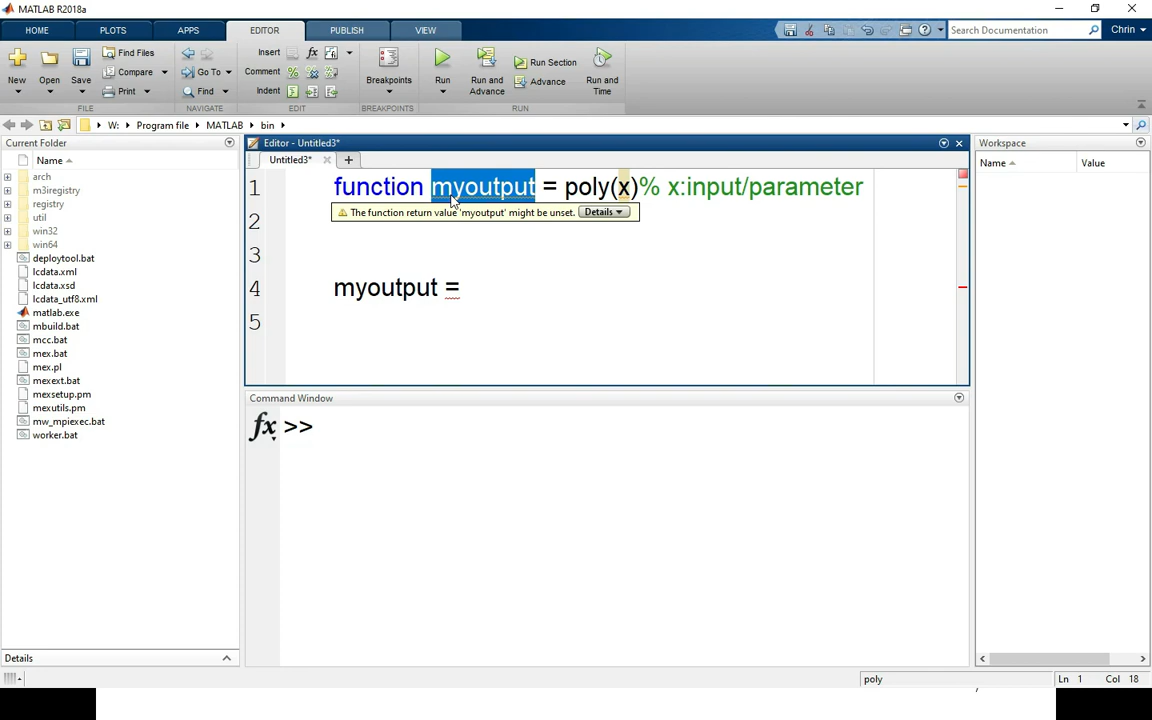 MATLAB R2018a
HOME
PLOTS
APPS
EDITOR
PUBLISH
VIEW
Search Documentation
Chrin
New
Open
Save
Find Files
Compare
Print
Go To
Find
Insert
Comment
Indent
Breakpoints
Run
Run and Advance
Run Section
Advance
Run and Time
FILE
NAVIGATE
EDIT
BREAKPOINTS
RUN
W:
Program file
MATLAB
bin
Current Folder
Name
arch
m3iregistry
registry
util
win32
win64
deploytool.bat
lcdata.xml
lcdata.xsd
lcdata_utf8.xml
matlab.exe
mbuild.bat
mcc.bat
mex.bat
mex.pl
mexext.bat
mexsetup.pm
mexutils.pm
mw_mpiexec.bat
worker.bat
Details
Editor - Untitled3*
Untitled3*
1 function myoutput = poly(x)% x:input/parameter
The function return value 'myoutput' might be unset. Details
2
3
4 myoutput =
5
Command Window
fx >>
Workspace
Name
Value
poly
Ln 1 Col 18